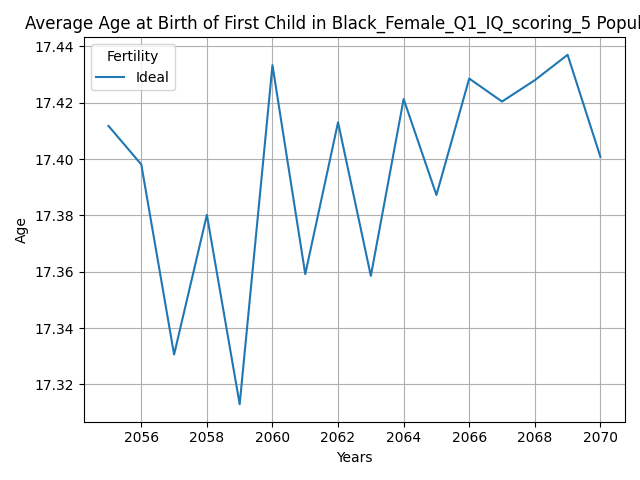 Average Age at Birth of First Child in Black_Female_Q1_IQ_scoring_5 Popul
17.44
17.42
17.40
17.38
17.36
17.34
17.32
Age
Fertility
Ideal
2056 2058 2060 2062 2064 2066 2068 2070
Years